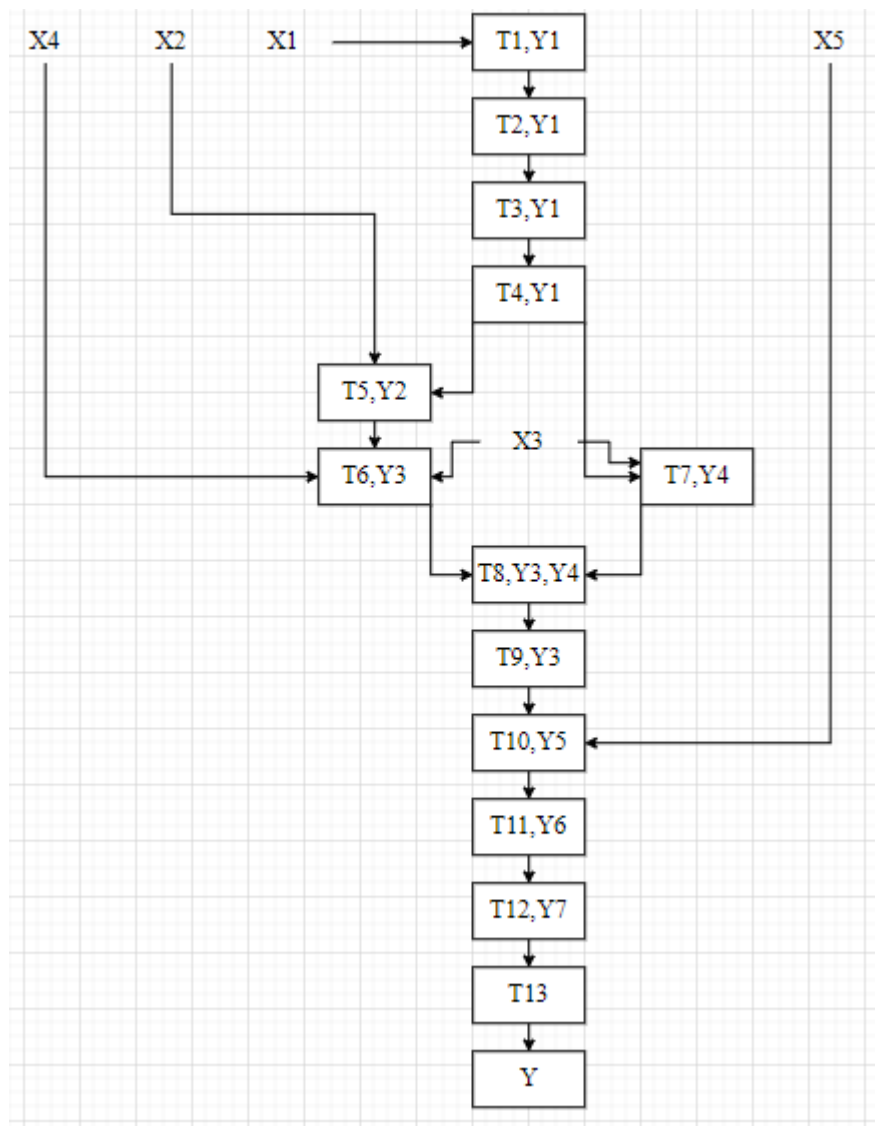 X4 X2 X1 T1,Y1 X5
T2,Y1
T3,Y1
T4,Y1
T5,Y2
X3
T6,Y3 T7,Y4
T8,Y3,Y4
T9,Y3
T10,Y5
T11,Y6
T12,Y7
T13
Y